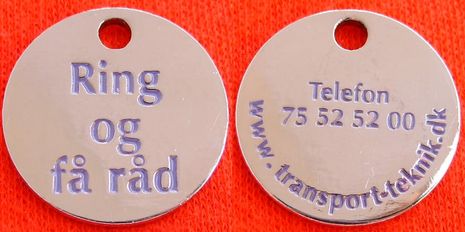 Ring
og
få råd
Telefon
75 52 52 00
www.transport-teknik.dk